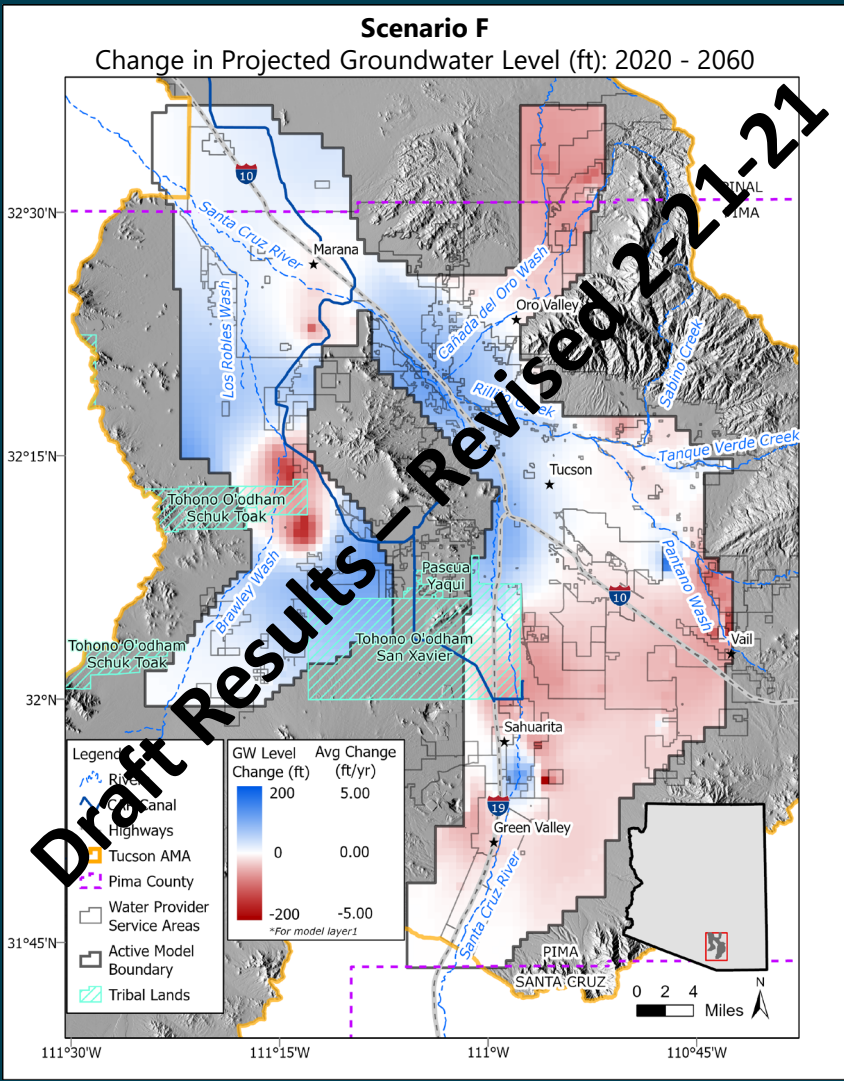 Scenario F
Change in Projected Groundwater Level (ft): 2020 - 2060
Draft Results – Revised 2-21-21
32°30'N
32°15'N
32°0'N
31°45'N
111°30'W
111°15'W
111°0'W
110°45'W
10
PIMA
Santa Cruz River
Marana
Los Robles Wash
Cañada del Oro Wash
Oro Valley
Sabino Creek
Creek
Tanque Verde Creek
Tucson
Tohono O'odham
Schuk Toak
Pascua
Yaqui
Pantano Wash
10
Brawley Wash
Vail
Tohono O'odham
Schuk Toak
Tohono O'odham
San Xavier
Sahuarita
19
Green Valley
Santa Cruz River
PIMA
SANTA CRUZ
Legend
Canal
Highways
Tucson AMA
Pima County
Water Provider
Service Areas
Active Model
Boundary
Tribal Lands
GW Level
Change (ft)
Avg Change
(ft/yr)
200 5.00
0 0.00
-200 -5.00
*For model layer1
0 2 4 Miles
N